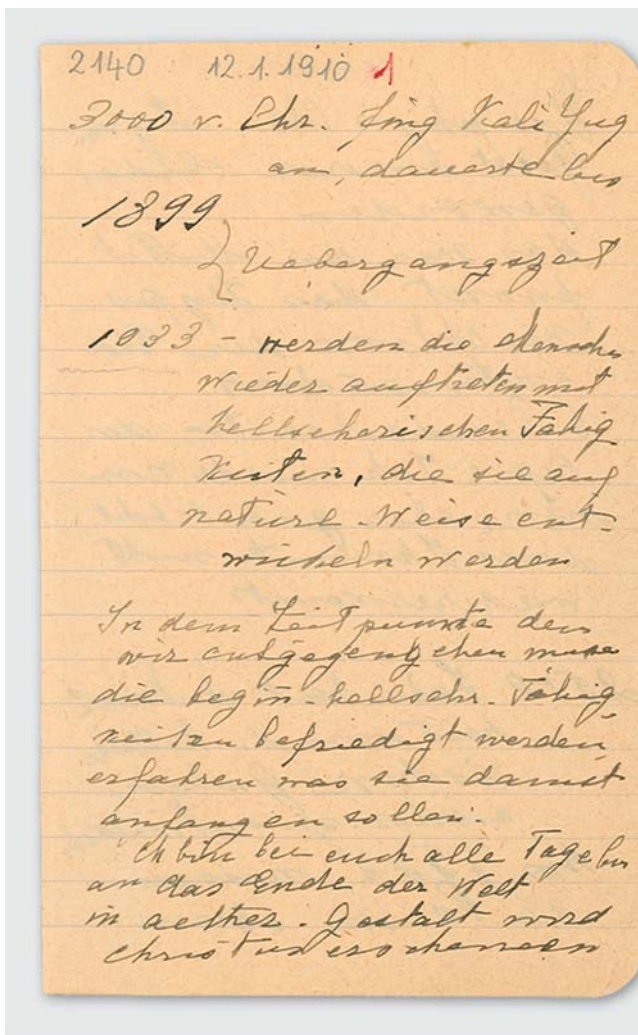 2140 12.1.1910 1
3000 v. Chr. fing Kali Yug
an, dauerte bis
1899
Uebergangszeit
1933 – werden die Menschen
wieder auftreten mit
hellseherischen Fähig
keiten, die sie auf
natürl. Weise ent-
wickeln werden
In dem Zeitpunkte dem
wir entgegengehen muss
die begin. hellsehr. Fähig
keiten befriedigt werden,
erfahren was sie damit
anfangen sollen.
Ich bin bei euch alle Tage bis
an das Ende der Welt
in aether. Gestalt wird
Christus erscheinen